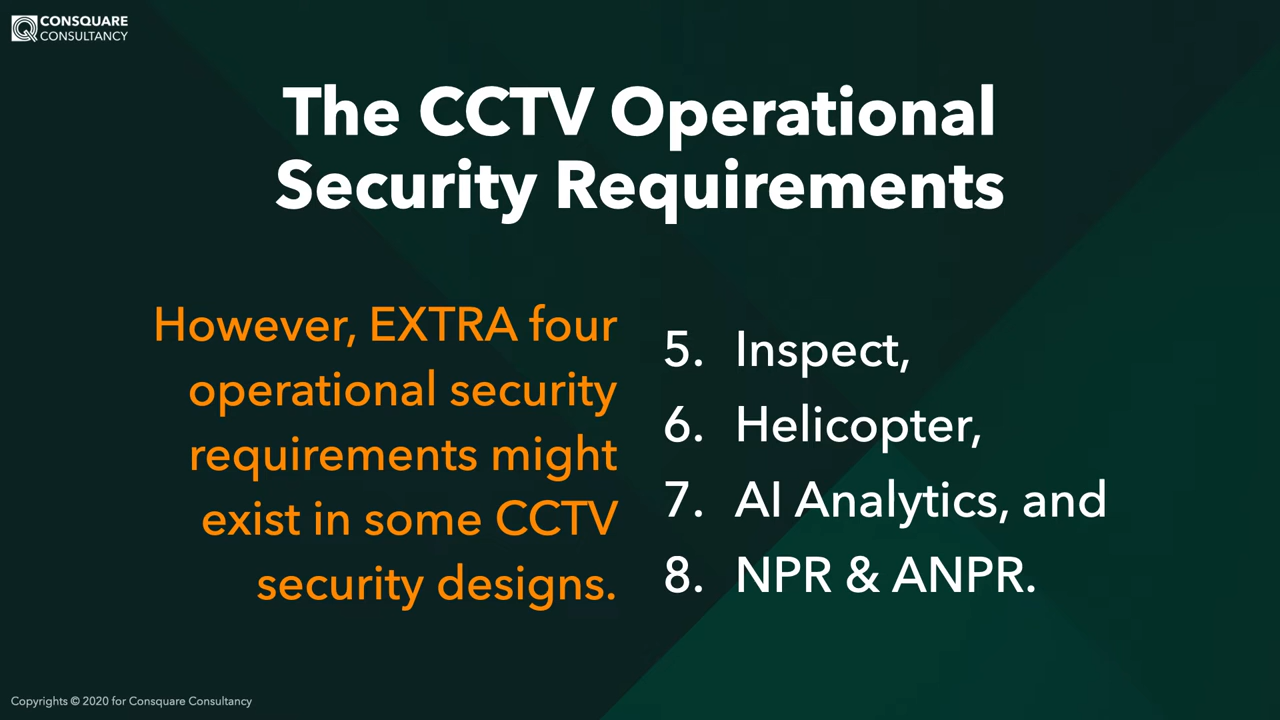 CONSQUARE
CONSULTANCY
The CCTV Operational
Security Requirements
However, EXTRA four
operational security
requirements might
exist in some CCTV
security designs.
5. Inspect,
6. Helicopter,
7. AI Analytics, and
8. NPR & ANPR.
Copyrights © 2020 for Consquare Consultancy